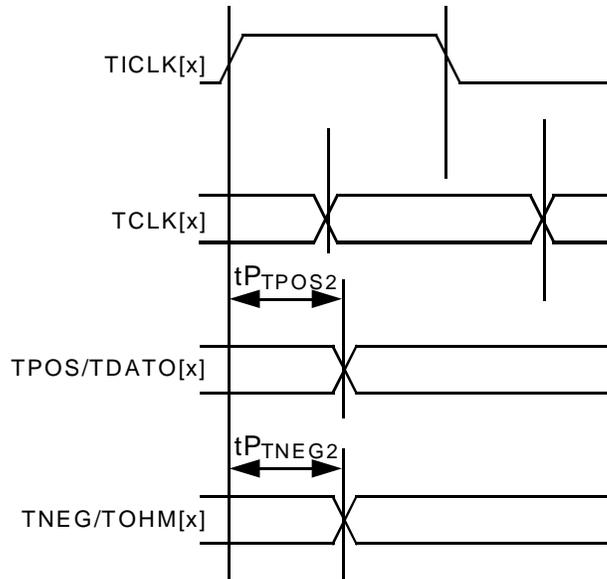 TICLK[x]
TCLK[x]
tPTPOS2
TPOS/TDATO[x]
tPTNEG2
TNEG/TOHM[x]